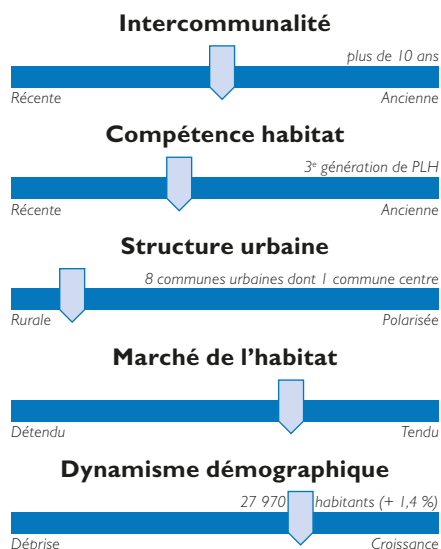 Intercommunalité
plus de 10 ans
Récente Ancienne
Compétence habitat
3e génération de PLH
Récente Ancienne
Structure urbaine
8 communes urbaines dont 1 commune centre
Rurale Polarisée
Marché de l'habitat
Détendu Tendu
Dynamisme démographique
27 970 habitants (+ 1,4 %)
Déprise Croissance